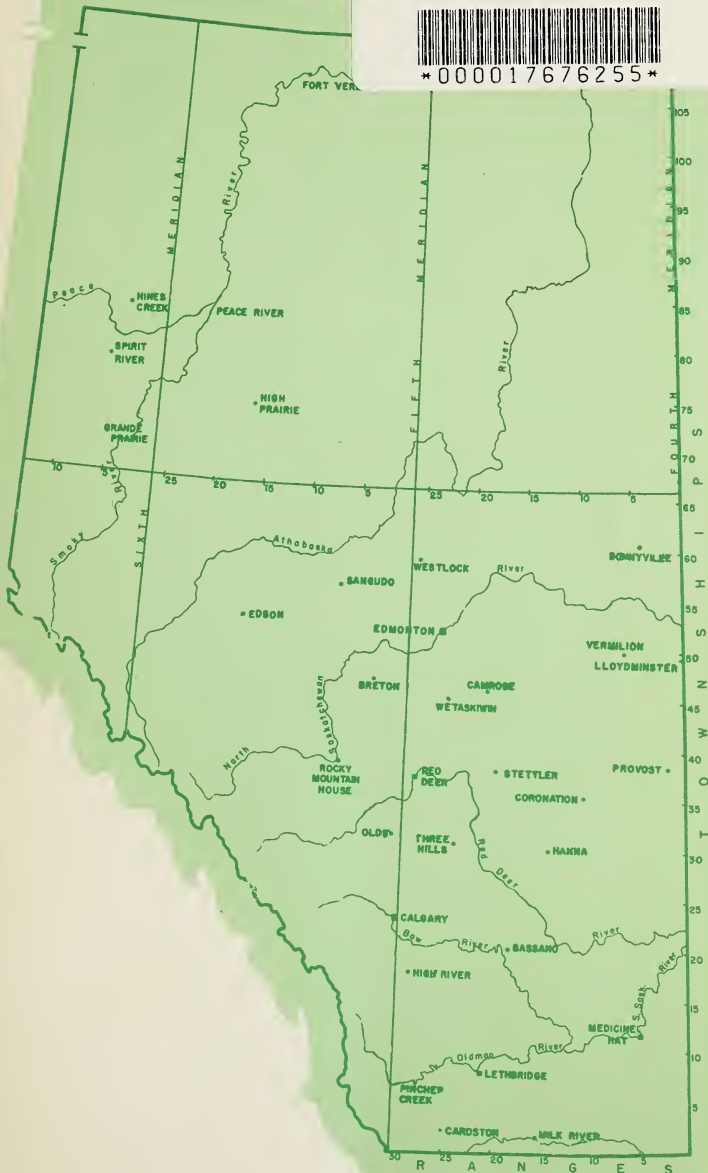 *000017676255*
FORT VER
105
100
95
90
85
80
75
70
65
60
55
50
45
40
35
30
25
20
15
10
5
TOWNSHIPS
FOURTH MERIDIAN
FIFTH MERIDIAN
SIXTH MERIDIAN
River
River
Peace
HINES
CREEK
PEACE RIVER
SPIRIT
RIVER
HIGH
PRAIRIE
GRANDE
PRAIRIE
10
5
25
20
15
10
5
25
20
15
10
5
Smoky River
Athabaska
River
WESTLOCK
BONNYVILLE
SANGUDO
EDSON
EDMONTON
VERMILION
LLOYDMINSTER
BRETON
CAMROSE
WETASKIWIN
North
Saskatchewan
ROCKY
MOUNTAIN
HOUSE
RED
DEER
STETTLER
PROVOST
CORONATION
OLDS
THREE
HILLS
HANNA
Red
Deer
River
CALGARY
Bow
River
BASSANO
HIGH RIVER
S. Sask
River
MEDICINE
HAT
Oldman
River
LETHBRIDGE
PINCHER
CREEK
CARDSTON
MILK RIVER
30
25
20
15
10
5
RANGES